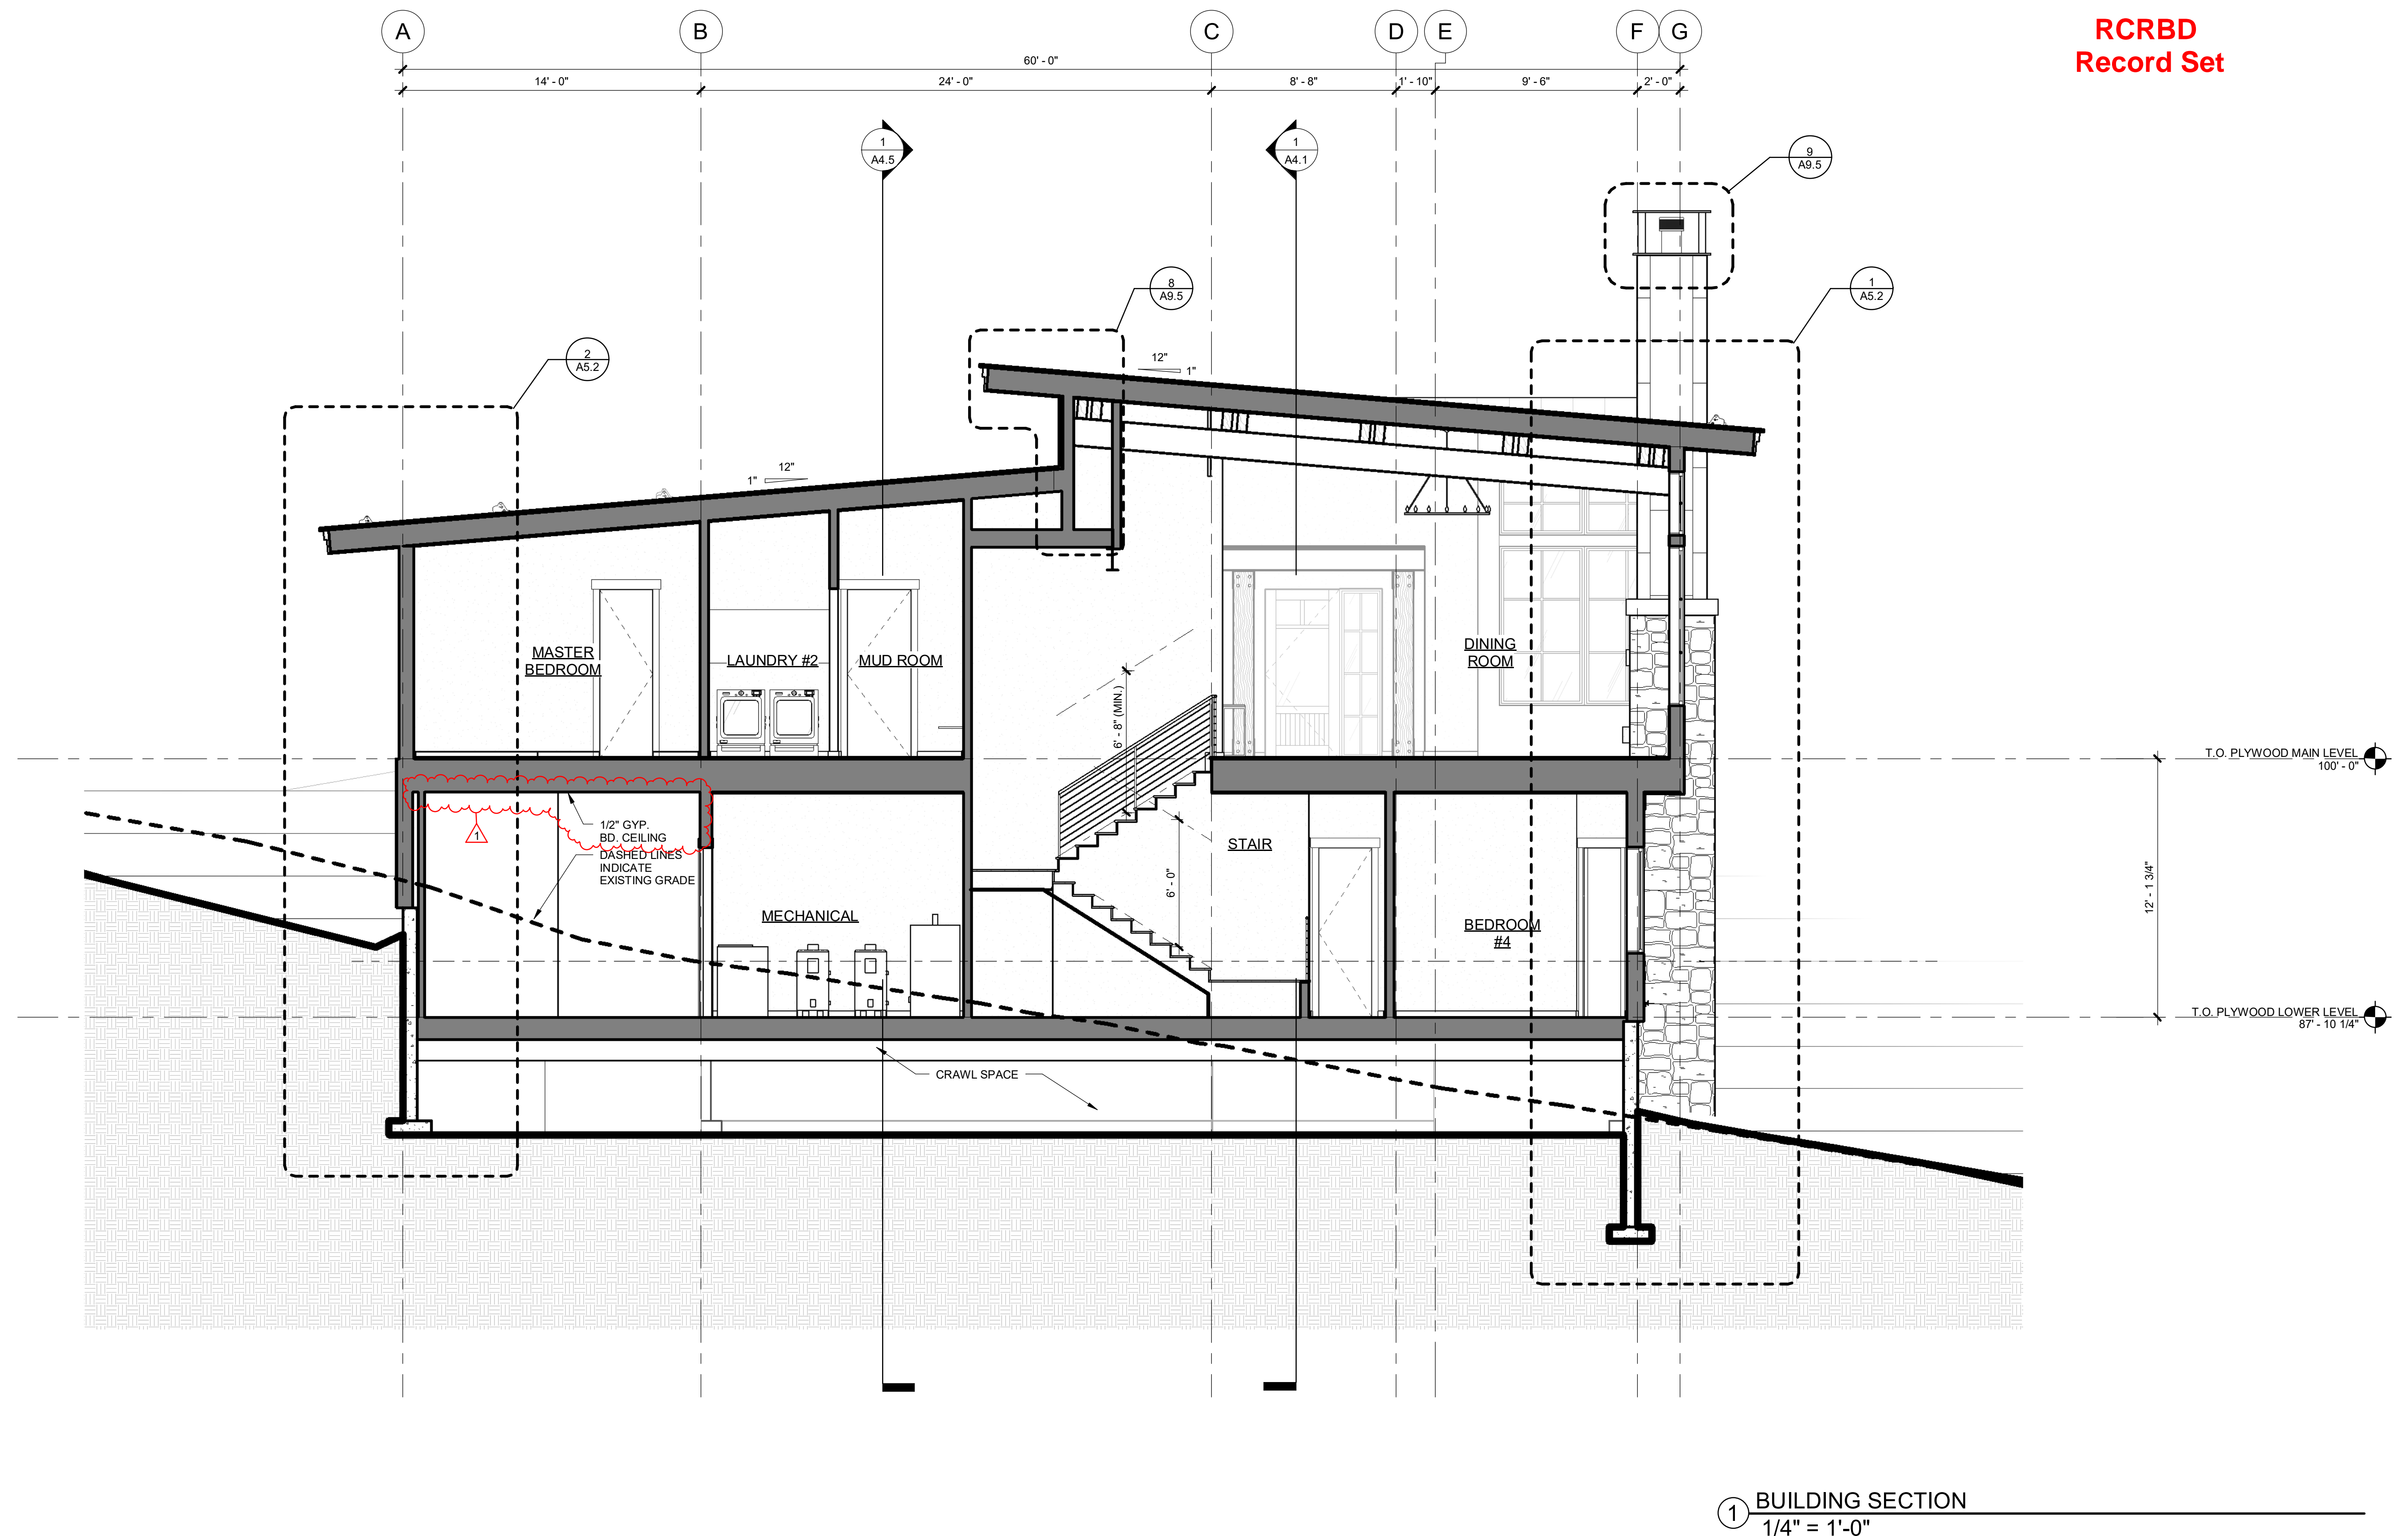 A B C D E F G
RCRBD
Record Set
60' - 0"
14' - 0" 24' - 0" 8' - 8" 1' - 10" 9' - 6" 2' - 0"
1
A4.5
1
A4.1
9
A9.5
8
A9.5
1
A5.2
2
A5.2
12"
1"
12"
1"
MASTER
BEDROOM
LAUNDRY #2
MUD ROOM
DINING
ROOM
6' - 8" (MIN.)
T.O. PLYWOOD MAIN LEVEL
100' - 0"
1/2" GYP.
BD. CEILING
1
DASHED LINES
INDICATE
EXISTING GRADE
STAIR
6' - 0"
12' - 1 3/4"
MECHANICAL
BEDROOM
#4
T.O. PLYWOOD LOWER LEVEL
87' - 10 1/4"
CRAWL SPACE
1
BUILDING SECTION
1/4" = 1'-0"